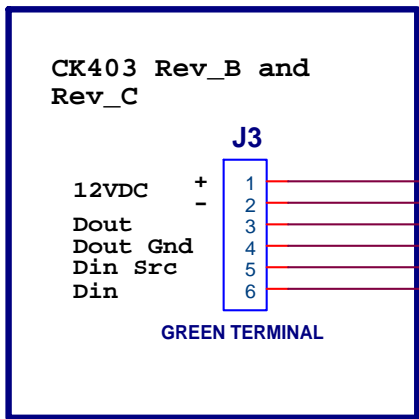 CK403 Rev_B and
Rev_C
J3
12VDC + 1
- 2
Dout 3
Dout Gnd 4
Din Src 5
Din 6
GREEN TERMINAL